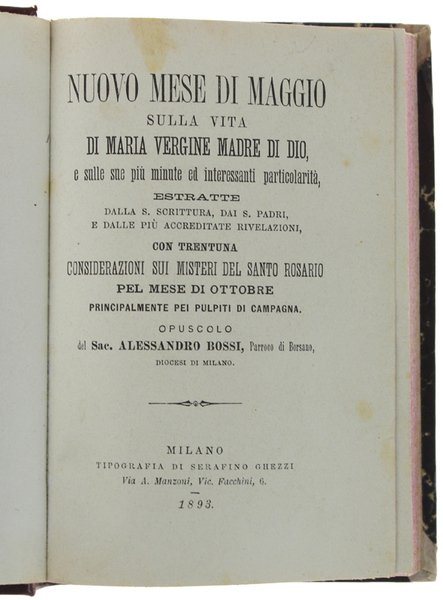 NUOVO MESE DI MAGGIO
SULLA VITA
DI MARIA VERGINE MADRE DI DIO,
e sulle sue più minute ed interessanti particolarità,
ESTRATTE
DALLA S. SCRITTURA, DAI S. PADRI,
E DALLE PIÙ ACCREDITATE RIVELAZIONI,
CON TRENTUNA
CONSIDERAZIONI SUI MISTERI DEL SANTO ROSARIO
PEL MESE DI OTTOBRE
PRINCIPALMENTE PEI PULPITI DI CAMPAGNA.
OPUSCOLO
del Sac. ALESSANDRO BOSSI, Parroco di Borsano,
DIOCESI DI MILANO.
MILANO
TIPOGRAFIA DI SERAFINO GHEZZI
Via A. Manzoni, Vic. Facchini, 6.
1893.